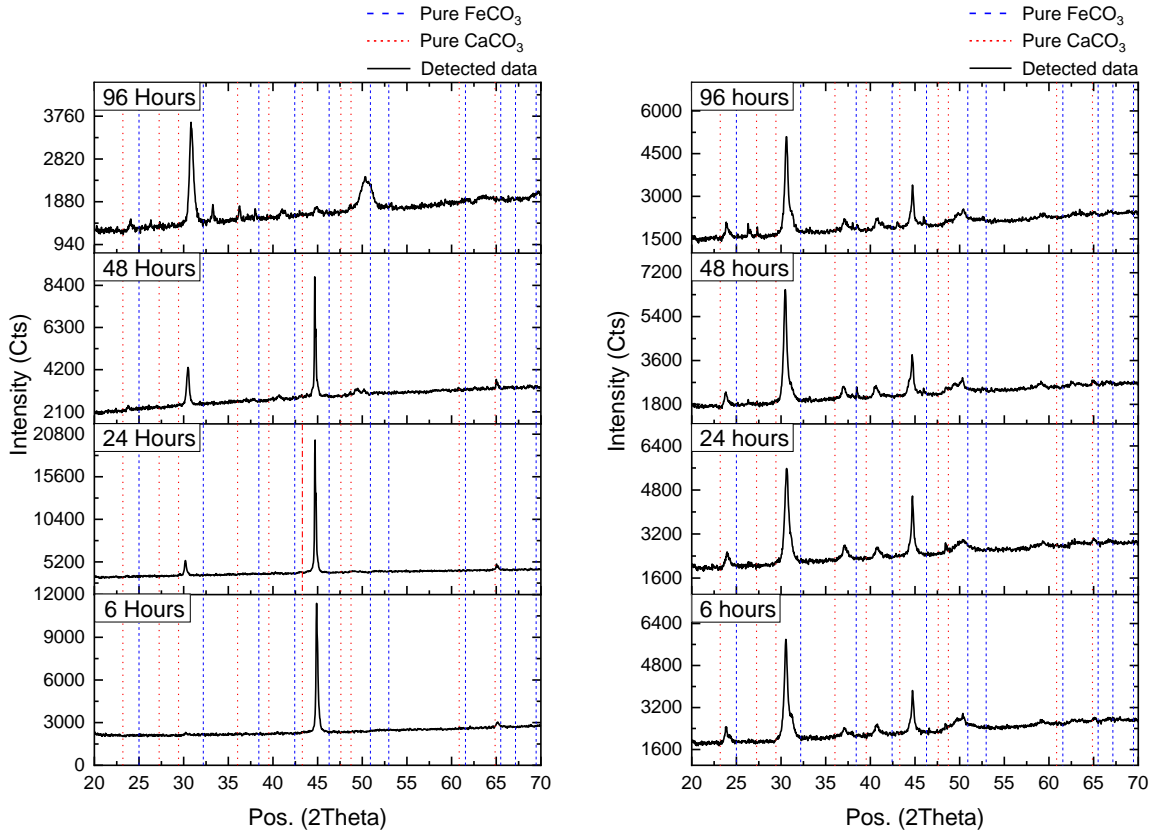 Pure FeCO₃
Pure CaCO₃
Detected data
96 Hours
3760
2820
1880
940
48 Hours
8400
6300
4200
2100
24 Hours
20800
15600
10400
5200
12000
6 Hours
9000
6000
3000
0
20 25 30 35 40 45 50 55 60 65 70
Pos. (2Theta)
Intensity (Cts)
Pure FeCO₃
Pure CaCO₃
Detected data
96 hours
6000
4500
3000
1500
48 hours
7200
5400
3600
1800
24 hours
6400
4800
3200
1600
6 hours
6400
4800
3200
1600
20 25 30 35 40 45 50 55 60 65 70
Pos. (2Theta)
Intensity (Cts)